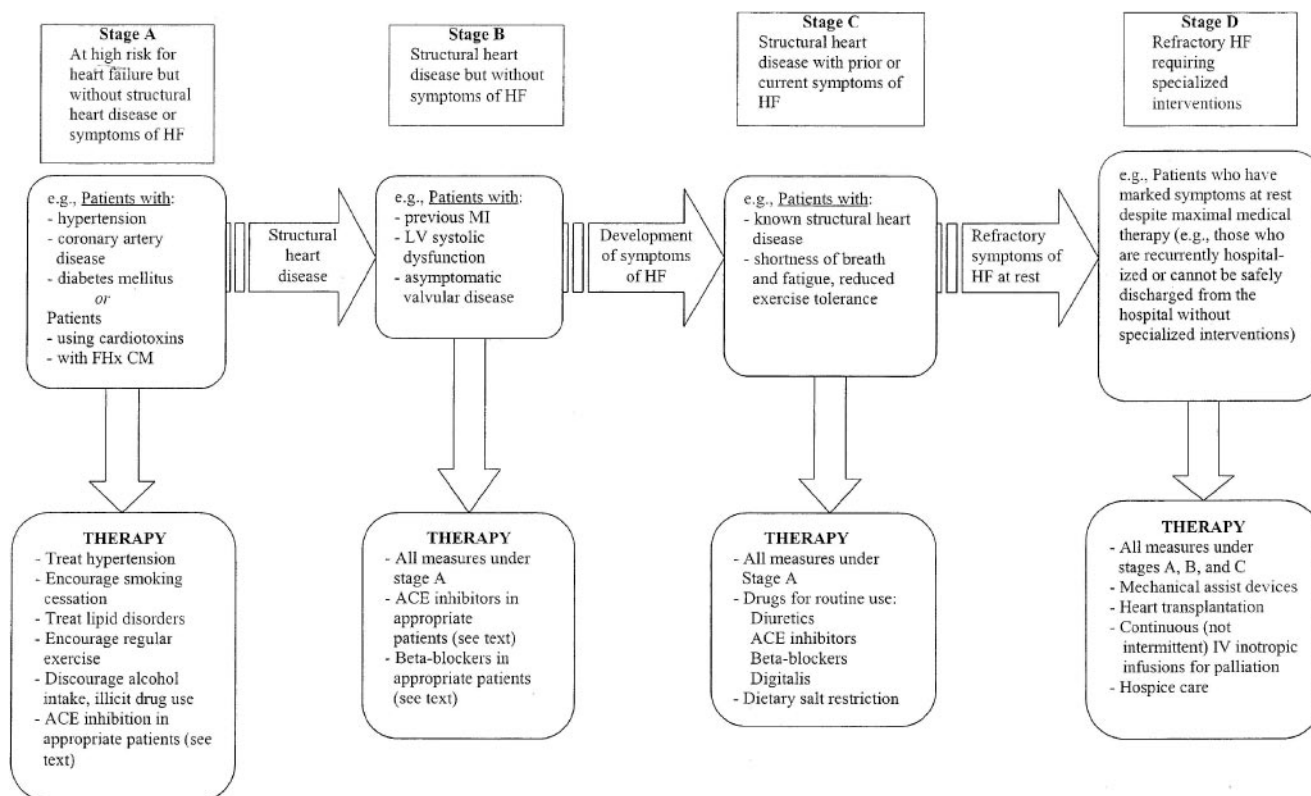 Stage A
At high risk for
heart failure but
without structural
heart disease or
symptoms of HF
Stage B
Structural heart
disease but without
symptoms of HF
Stage C
Structural heart
disease with prior or
current symptoms of
HF
Stage D
Refractory HF
requiring
specialized
interventions
e.g., Patients with:
- hypertension
- coronary artery
disease
- diabetes mellitus
or
Patients
- using cardiotoxins
- with FHx CM
Structural
heart
disease
e.g., Patients with:
- previous MI
- LV systolic
dysfunction
- asymptomatic
valvular disease
Development
of symptoms
of HF
e.g., Patients with:
- known structural heart
disease
- shortness of breath
and fatigue, reduced
exercise tolerance
Refractory
symptoms of
HF at rest
e.g., Patients who have
marked symptoms at rest
despite maximal medical
therapy (e.g., those who
are recurrently hospital-
ized or cannot be safely
discharged from the
hospital without
specialized interventions)
THERAPY
- Treat hypertension
- Encourage smoking
cessation
- Treat lipid disorders
- Encourage regular
exercise
- Discourage alcohol
intake, illicit drug use
- ACE inhibition in
appropriate patients (see
text)
THERAPY
- All measures under
stage A
- ACE inhibitors in
appropriate
patients (see text)
- Beta-blockers in
appropriate patients
(see text)
THERAPY
- All measures under
Stage A
- Drugs for routine use:
Diuretics
ACE inhibitors
Beta-blockers
Digitalis
- Dietary salt restriction
THERAPY
- All measures under
stages A, B, and C
- Mechanical assist devices
- Heart transplantation
- Continuous (not
intermittent) IV inotropic
infusions for palliation
- Hospice care